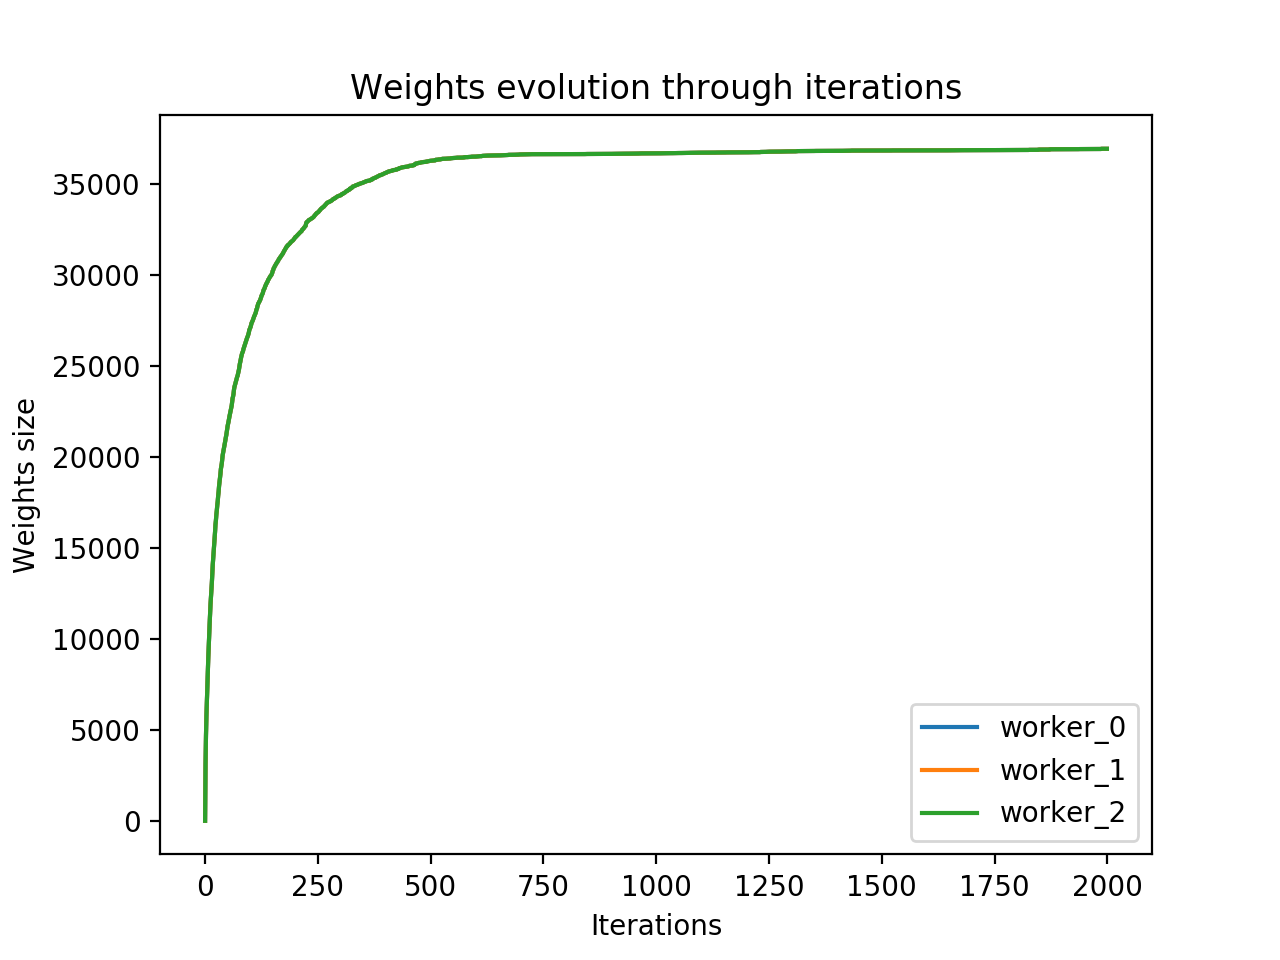 Weights evolution through iterations
Weights size
35000
30000
25000
20000
15000
10000
5000
0
0 250 500 750 1000 1250 1500 1750 2000
Iterations
worker_0
worker_1
worker_2